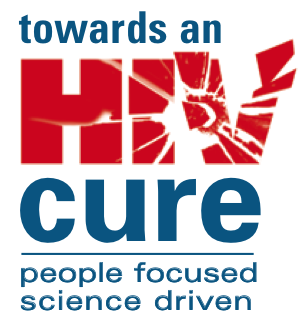 towards an
HIV
cure
people focused
science driven